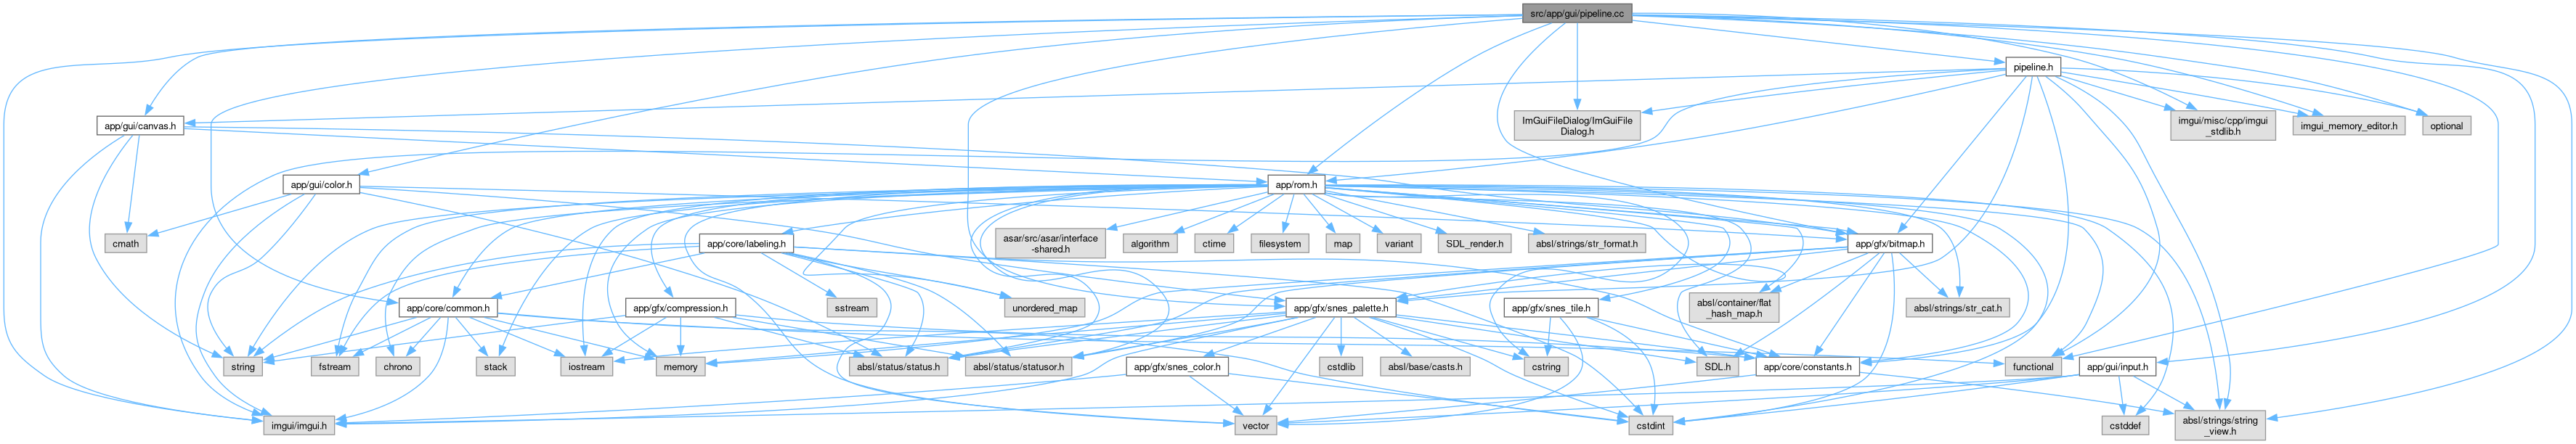 src/app/gui/pipeline.cc
pipeline.h
app/gui/canvas.h
ImGuiFileDialog/ImGuiFile
Dialog.h
imgui/misc/cpp/imgui
_stdlib.h
imgui_memory_editor.h
optional
app/gui/color.h
app/rom.h
cmath
app/core/labeling.h
asar/src/asar/interface
-shared.h
algorithm
ctime
filesystem
map
variant
SDL_render.h
absl/strings/str_format.h
app/gfx/bitmap.h
app/core/common.h
app/gfx/compression.h
sstream
unordered_map
app/gfx/snes_palette.h
app/gfx/snes_tile.h
absl/container/flat
_hash_map.h
absl/strings/str_cat.h
string
fstream
chrono
stack
iostream
memory
absl/status/status.h
absl/status/statusor.h
app/gfx/snes_color.h
cstdlib
absl/base/casts.h
cstring
SDL.h
app/core/constants.h
functional
app/gui/input.h
imgui/imgui.h
vector
cstdint
cstddef
absl/strings/string
_view.h